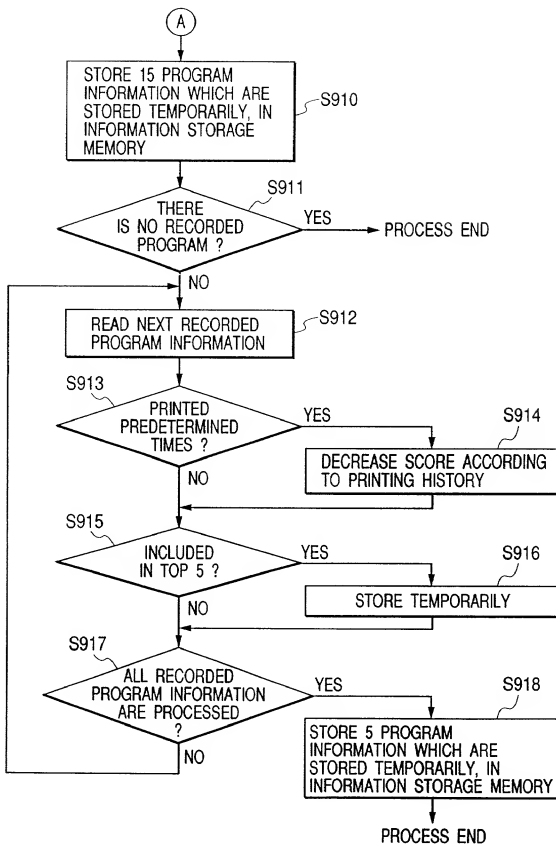 A
STORE 15 PROGRAM
INFORMATION WHICH ARE
STORED TEMPORARILY, IN
INFORMATION STORAGE
MEMORY
S910
S911
THERE
IS NO RECORDED
PROGRAM ?
YES
PROCESS END
NO
READ NEXT RECORDED
PROGRAM INFORMATION
S912
S913
PRINTED
PREDETERMINED
TIMES ?
YES
S914
DECREASE SCORE ACCORDING
TO PRINTING HISTORY
NO
S915
INCLUDED
IN TOP 5 ?
YES
S916
STORE TEMPORARILY
NO
S917
ALL RECORDED
PROGRAM INFORMATION
ARE PROCESSED
?
YES
S918
STORE 5 PROGRAM
INFORMATION WHICH ARE
STORED TEMPORARILY, IN
INFORMATION STORAGE MEMORY
NO
PROCESS END